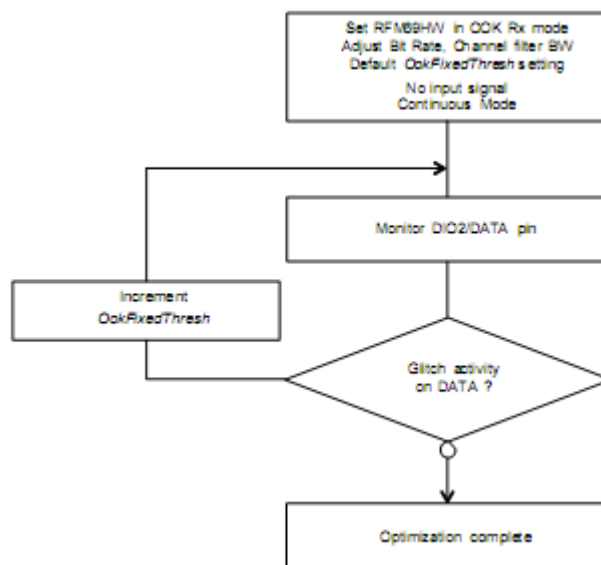 Set RFM69HW in OOK Rx mode
Adjust Bit Rate, Channel filter BW
Default OokFixedThresh setting
No input signal
Continuous Mode
Monitor DIO2/DATA pin
Increment
OokFixedThresh
Glitch activity
on DATA ?
Optimization complete